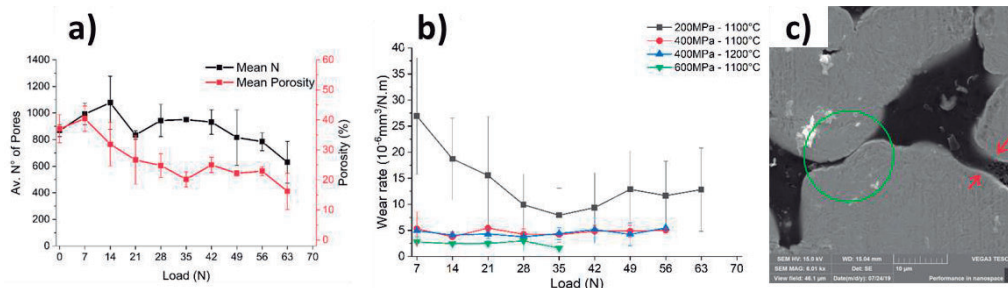 a)
Mean N
Mean Porosity
Av. N° of Pores
1400
1200
1000
800
600
400
200
0
60
50
40
30
20
10
0
Porosity (%)
0 7 14 21 28 35 42 49 56 63 70
Load (N)
b)
200MPa - 1100°C
400MPa - 1100°C
400MPa - 1200°C
600MPa - 1100°C
Wear rate (10⁻⁶mm³/N.m)
40
35
30
25
20
15
10
5
0
7 14 21 28 35 42 49 56 63 70
Load (N)
c)
SEM HV: 15.0 kV
WD: 15.04 mm
VEGA3 TESC
SEM MAG: 6.01 kx
Det: SE
10 µm
View field: 46.1 µm
Date(m/d/y): 07/24/19
Performance in nanospace